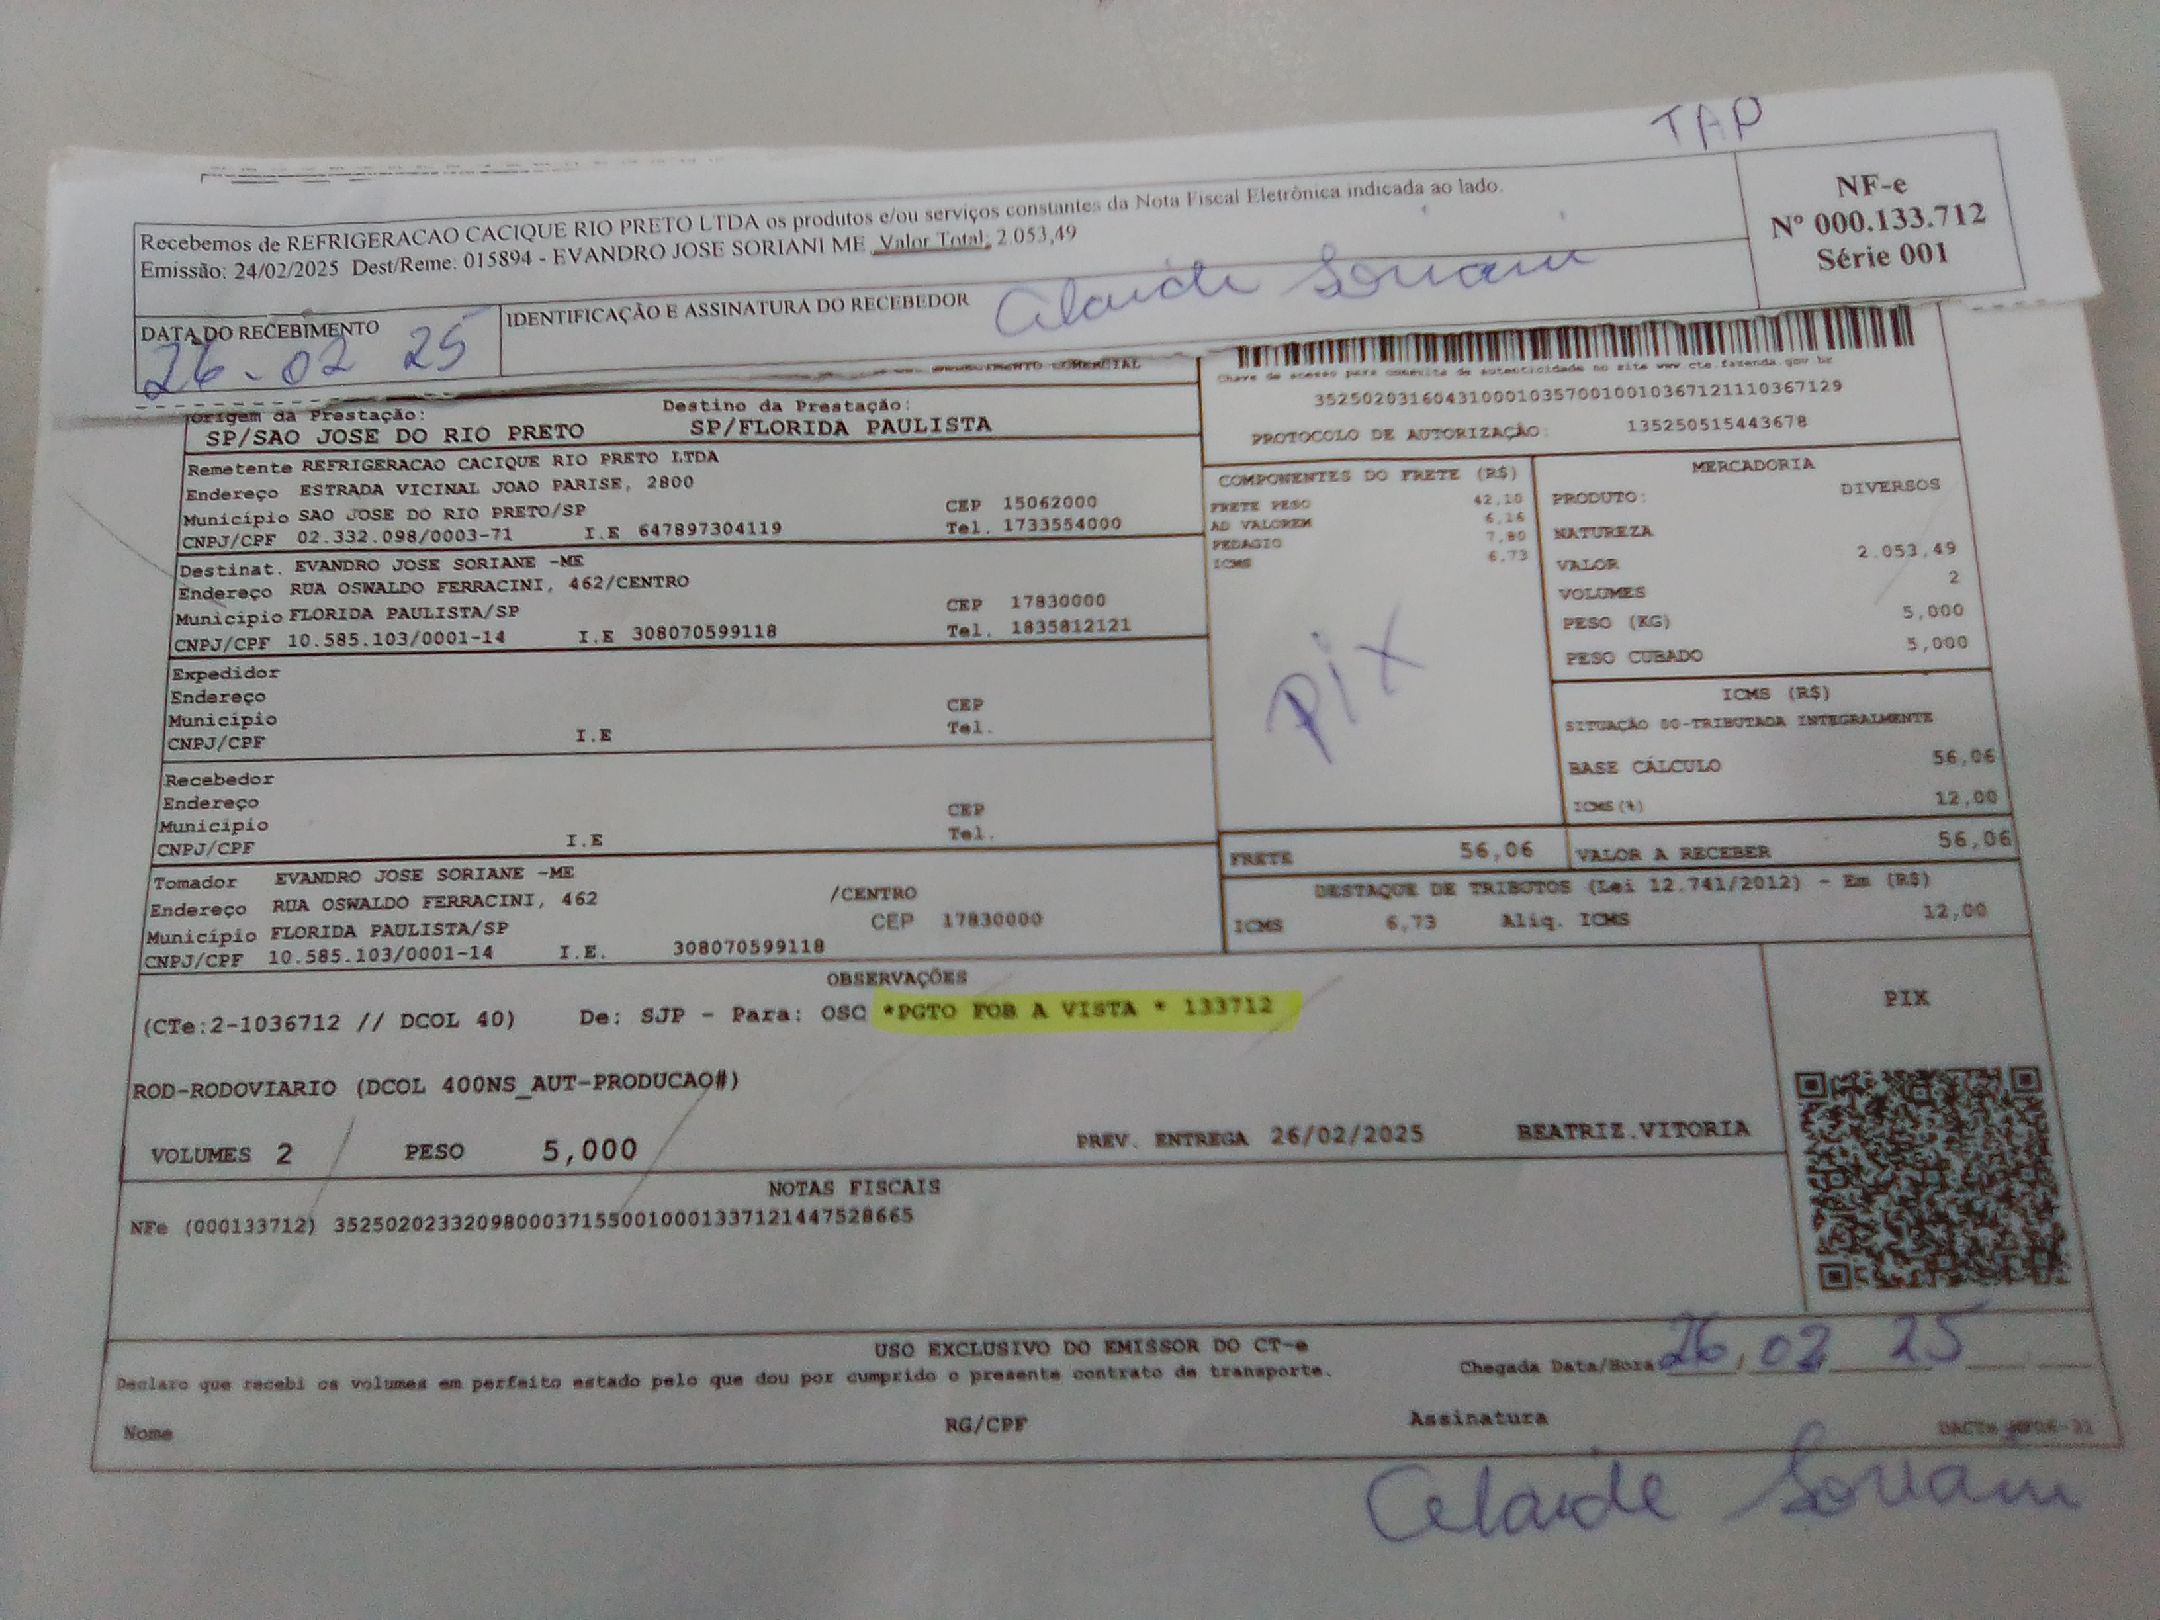 TAP
Recebemos de REFRIGERACAO CACIQUE RIO PRETO LTDA os produtos e/ou serviços constantes da Nota Fiscal Eletrônica indicada ao lado.
Emissão: 24/02/2025 Dest/Reme: 015894 - EVANDRO JOSE SORIANI ME Valor Total: 2.053,49
NF-e
Nº 000.133.712
Série 001
DATA DO RECEBIMENTO
26-02 25
IDENTIFICAÇÃO E ASSINATURA DO RECEBEDOR
Celaide Soriani
Chave de acesso para consulta de autenticidade no site www.cte.fazenda.gov.br
35250203160431000103570010010367121110367129
PROTOCOLO DE AUTORIZAÇÃO: 135250515443678
Origem da Prestação: Destino da Prestação:
SP/SAO JOSE DO RIO PRETO SP/FLORIDA PAULISTA
Remetente REFRIGERACAO CACIQUE RIO PRETO LTDA
Endereço ESTRADA VICINAL JOAO PARISE, 2800
Município SAO JOSE DO RIO PRETO/SP CEP 15062000
CNPJ/CPF 02.332.098/0003-71 I.E 647897304119 Tel. 1733554000
Destinat. EVANDRO JOSE SORIANE -ME
Endereço RUA OSWALDO FERRACINI, 462/CENTRO
Município FLORIDA PAULISTA/SP CEP 17830000
CNPJ/CPF 10.585.103/0001-14 I.E 308070599118 Tel. 1835812121
Expedidor
Endereço
Município CEP
CNPJ/CPF I.E Tel.
Recebedor
Endereço
Município CEP
CNPJ/CPF I.E Tel.
Tomador EVANDRO JOSE SORIANE -ME
Endereço RUA OSWALDO FERRACINI, 462 /CENTRO
Município FLORIDA PAULISTA/SP CEP 17830000
CNPJ/CPF 10.585.103/0001-14 I.E. 308070599118
COMPONENTES DO FRETE (R$)
FRETE PESO 42,10
AD VALOREM 6,16
PEDAGIO 7,80
ICMS 6,73
PIX
MERCADORIA
PRODUTO: DIVERSOS
NATUREZA
VALOR 2.053,49
VOLUMES 2
PESO (KG) 5,000
PESO CUBADO 5,000
ICMS (R$)
SITUAÇÃO 00-TRIBUTADA INTEGRALMENTE
BASE CÁLCULO 56,06
ICMS(%) 12,00
FRETE 56,06 VALOR A RECEBER 56,06
DESTAQUE DE TRIBUTOS (Lei 12.741/2012) - Em (R$)
ICMS 6,73 Aliq. ICMS 12,00
OBSERVAÇÕES
(CTe:2-1036712 // DCOL 40) De: SJP - Para: OSC *PGTO FOB A VISTA * 133712
ROD-RODOVIARIO (DCOL 400NS_AUT-PRODUCAO#)
VOLUMES 2 PESO 5,000 PREV. ENTREGA 26/02/2025 BEATRIZ.VITORIA
PIX
NOTAS FISCAIS
NFe (000133712) 35250202332098000371550010001337121447528665
USO EXCLUSIVO DO EMISSOR DO CT-e
Declaro que recebi os volumes em perfeito estado pelo que dou por cumprido o presente contrato de transporte.
Chegada Data/Hora 26/02 25
Nome RG/CPF Assinatura
Celaide Soriani